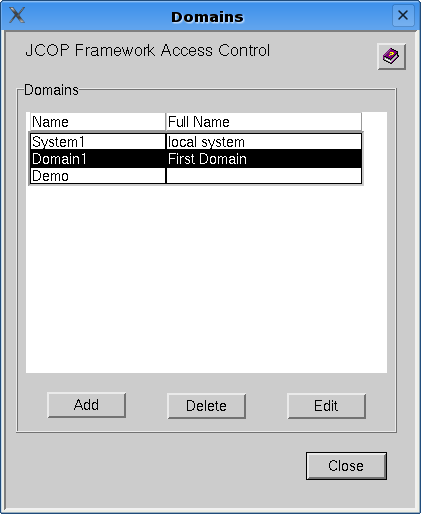 Domains
JCOP Framework Access Control
Domains
Name Full Name
System1 local system
Domain1 First Domain
Demo
Add Delete Edit
Close